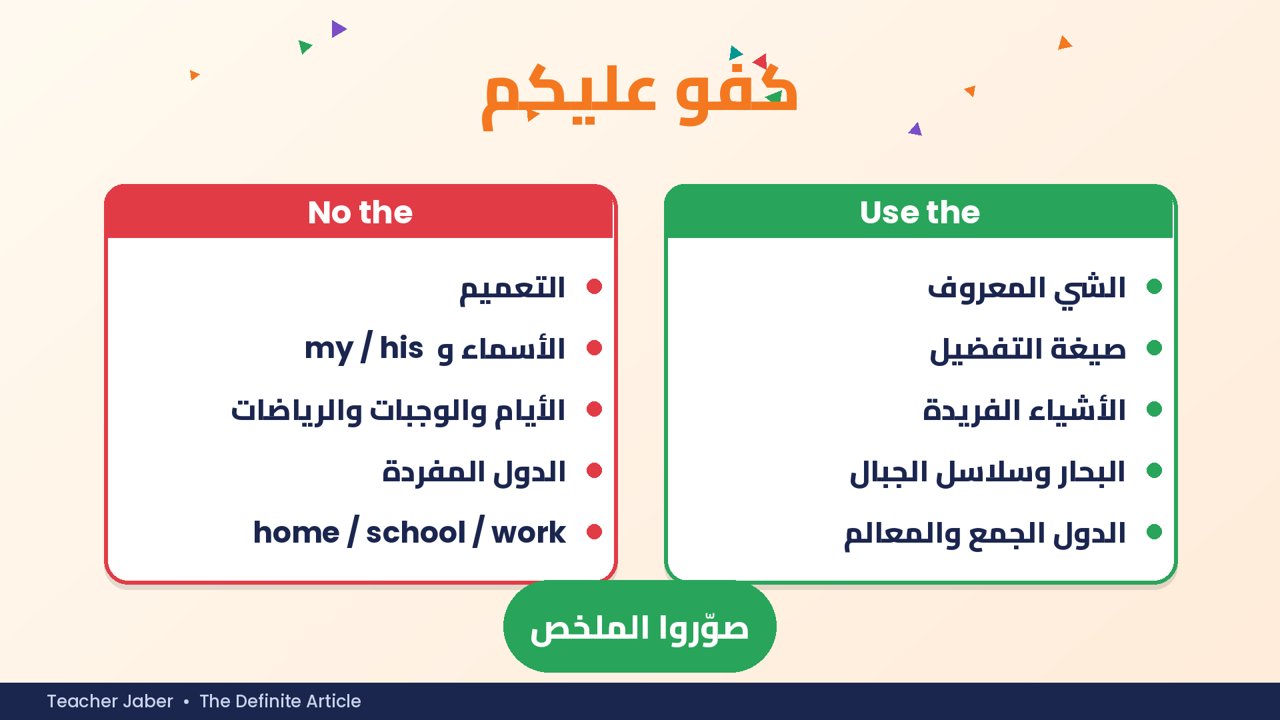 كفو عليكم
Use the
الشي المعروف
صيغة التفضيل
الأشياء الفريدة
البحار وسلاسل الجبال
الدول الجمع والمعالم
No the
التعميم
الأسماء و my / his
الأيام والوجبات والرياضات
الدول المفردة
home / school / work
صوّروا الملخص
Teacher Jaber • The Definite Article